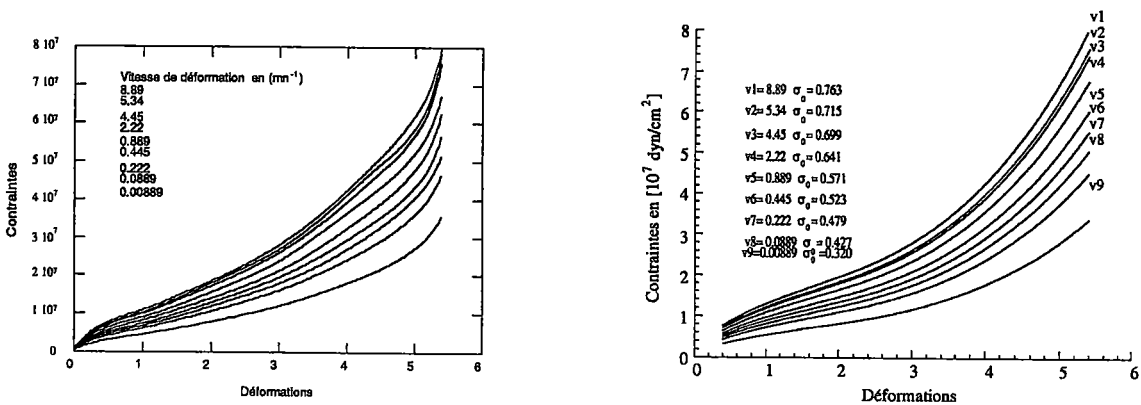 8 10⁷
7 10⁷
6 10⁷
5 10⁷
4 10⁷
3 10⁷
2 10⁷
1 10⁷
0
Contraintes
Vitesse de déformation en (mn⁻¹)
8.89
5.34
4.45
2.22
0.889
0.445
0.222
0.0889
0.00889
0 1 2 3 4 5 6
Déformations
Contraintes en [10⁷ dyn/cm²]
8
7
6
5
4
3
2
1
0
v1= 8.89 σ₀ = 0.763
v2= 5.34 σ₀ = 0.715
v3= 4.45 σ₀ = 0.699
v4= 2.22 σ₀ = 0.641
v5= 0.889 σ₀ = 0.571
v6= 0.445 σ₀ = 0.523
v7= 0.222 σ₀ = 0.479
v8= 0.0889 σ₀ = 0.427
v9= 0.00889 σ₀ = 0.320
v1
v2
v3
v4
v5
v6
v7
v8
v9
0 1 2 3 4 5 6
Déformations